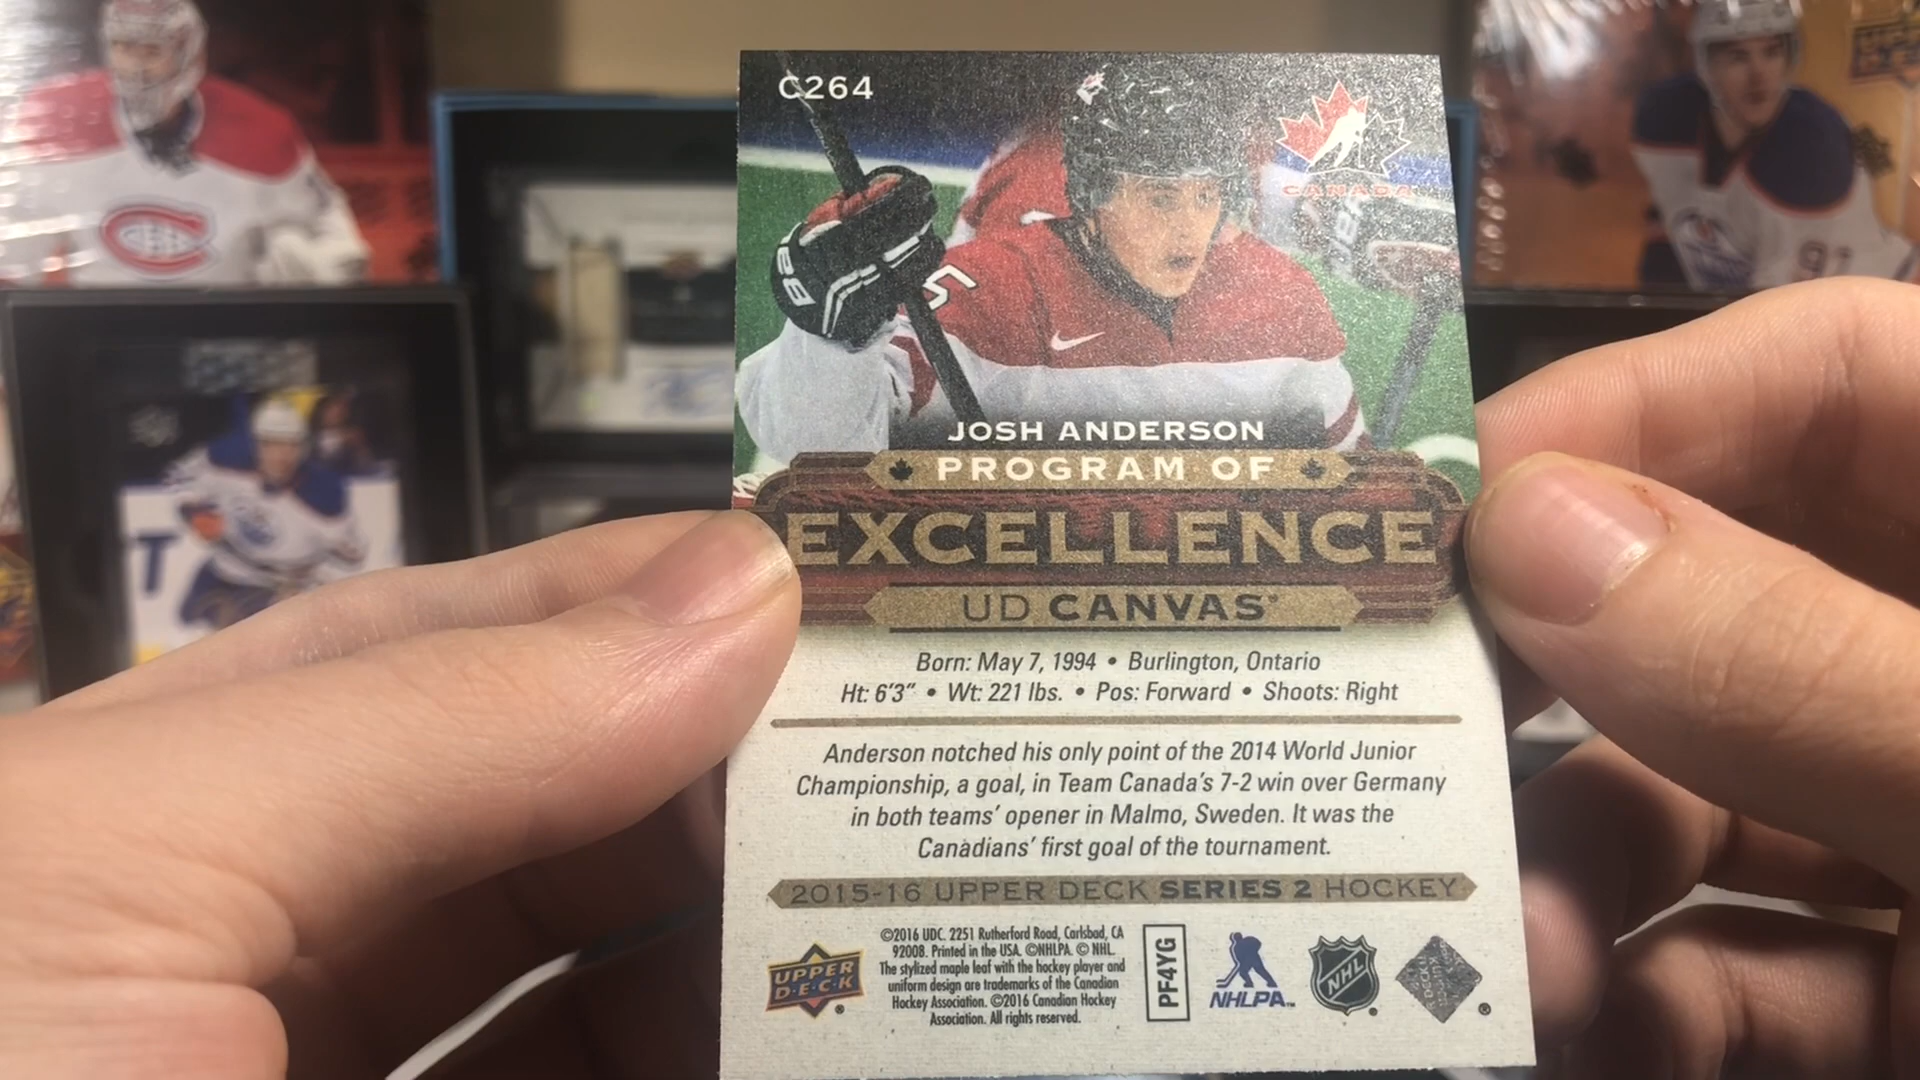 C264
CANADA
88
5
JOSH ANDERSON
PROGRAM OF
EXCELLENCE
UD CANVAS
Born: May 7, 1994 • Burlington, Ontario
Ht: 6'3" • Wt: 221 lbs. • Pos: Forward • Shoots: Right
Anderson notched his only point of the 2014 World Junior
Championship, a goal, in Team Canada's 7-2 win over Germany
in both teams' opener in Malmo, Sweden. It was the
Canadians' first goal of the tournament.
2015-16 UPPER DECK SERIES 2 HOCKEY
UPPER
D·E·C·K
©2016 UDC. 2251 Rutherford Road, Carlsbad, CA
92008. Printed in the USA. ©NHLPA. © NHL.
The stylized maple leaf with the hockey player and
uniform design are trademarks of the Canadian
Hockey Association. ©2016 Canadian Hockey
Association. All rights reserved.
PF4YG
NHLPA™
NHL